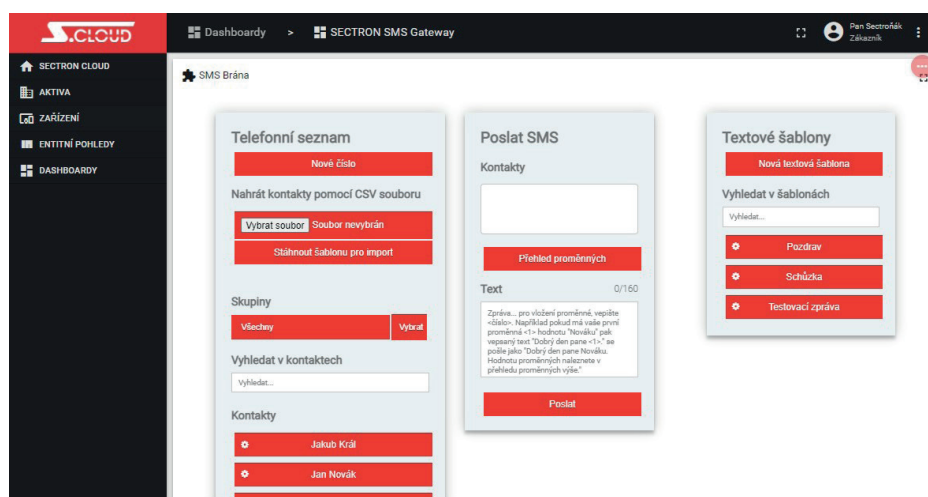 S.CLOUD
Dashboardy > SECTRON SMS Gateway
Pan Sectroňák
Zákazník
SECTRON CLOUD
AKTIVA
ZAŘÍZENÍ
ENTITNÍ POHLEDY
DASHBOARDY
SMS Brána
Telefonní seznam
Nové číslo
Nahrát kontakty pomocí CSV souboru
Vybrat soubor Soubor nevybrán
Stáhnout šablonu pro import
Skupiny
Všechny Vybrat
Vyhledat v kontaktech
Vyhledat...
Kontakty
Jakub Král
Jan Novák
Poslat SMS
Kontakty
Přehled proměnných
Text 0/160
Zpráva... pro vložení proměnné, vepište
<číslo>. Například pokud má vaše první
proměnná <1> hodnotu "Nováku" pak
vepsaný text "Dobrý den pane <1>." se
pošle jako "Dobrý den pane Nováku.
Hodnotu proměnných naleznete v
přehledu proměnných výše."
Poslat
Textové šablony
Nová textová šablona
Vyhledat v šablonách
Vyhledat...
Pozdrav
Schůzka
Testovací zpráva